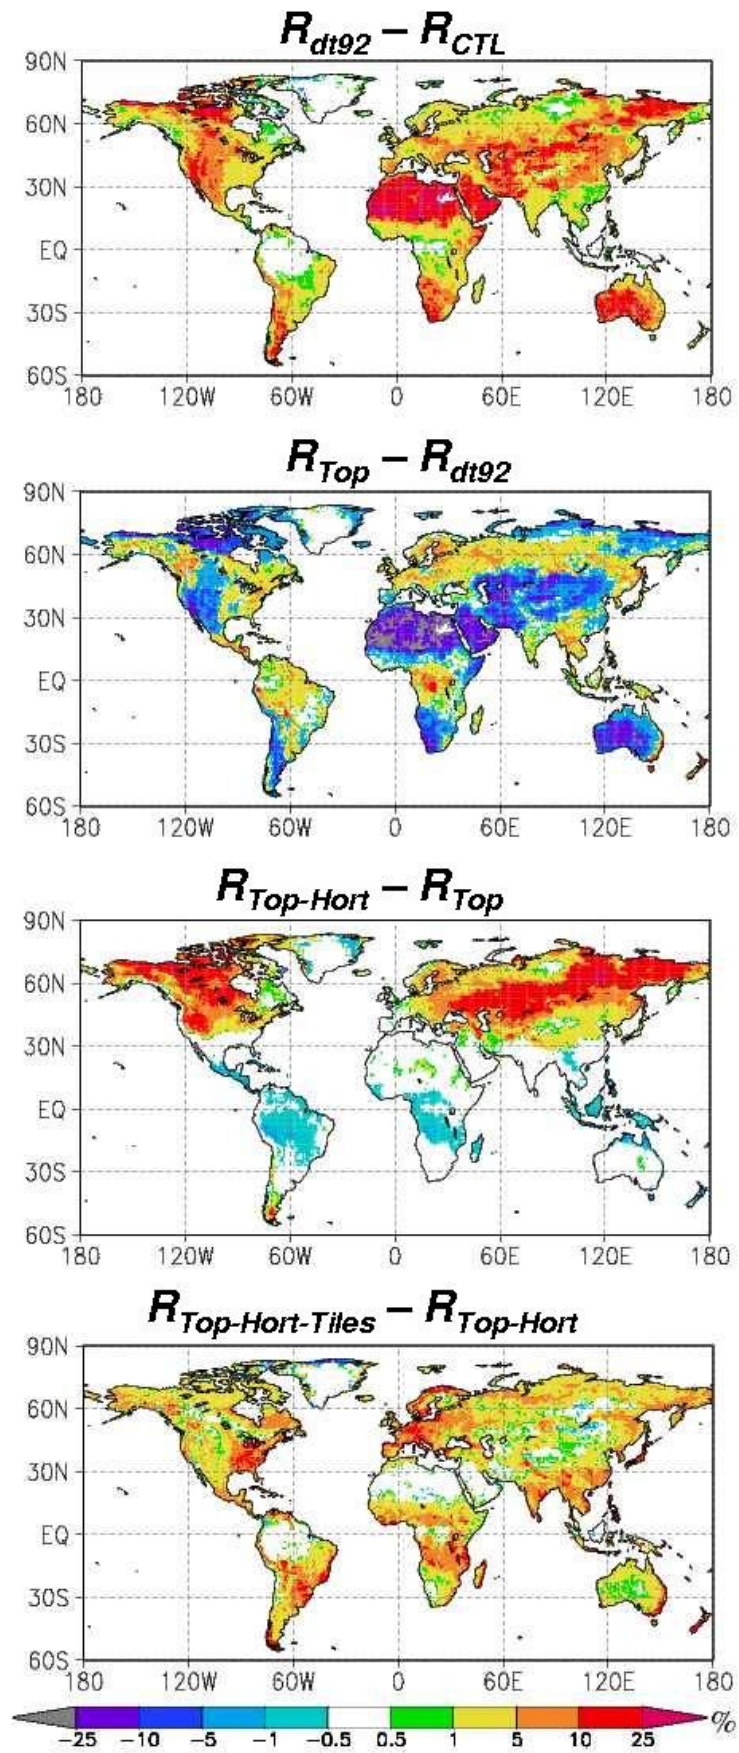 R_dt92 – R_CTL
90N
60N
30N
EQ
30S
60S
180 120W 60W 0 60E 120E 180
R_Top – R_dt92
90N
60N
30N
EQ
30S
60S
180 120W 60W 0 60E 120E 180
R_Top-Hort – R_Top
90N
60N
30N
EQ
30S
60S
180 120W 60W 0 60E 120E 180
R_Top-Hort-Tiles – R_Top-Hort
90N
60N
30N
EQ
30S
60S
180 120W 60W 0 60E 120E 180
%
−25 −10 −5 −1 −0.5 0.5 1 5 10 25